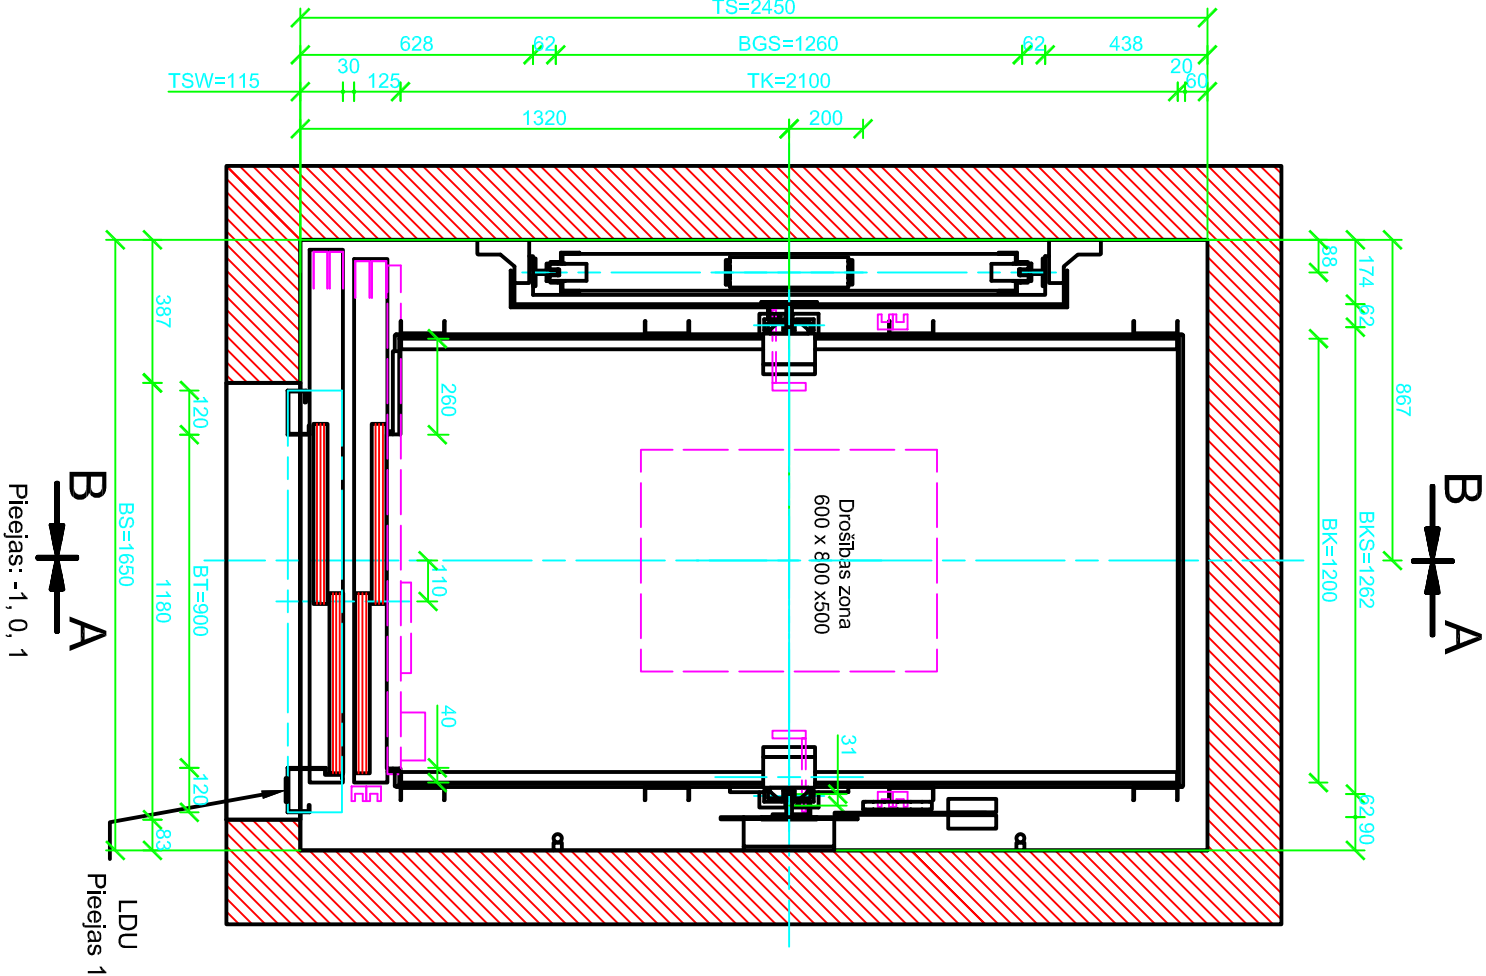 TS=2450
628
62
BGS=1260
62
438
TSW=115
30
125
TK=2100
20
60
1320
200
88
174
62
867
BKS=1262
BK=1200
62
90
387
120
260
BS=1650
1180
BT=900
110
40
31
120
83
Drošības zona
600 x 800 x500
B
A
Pieejas: -1, 0, 1
B
A
LDU
Pieejas 1